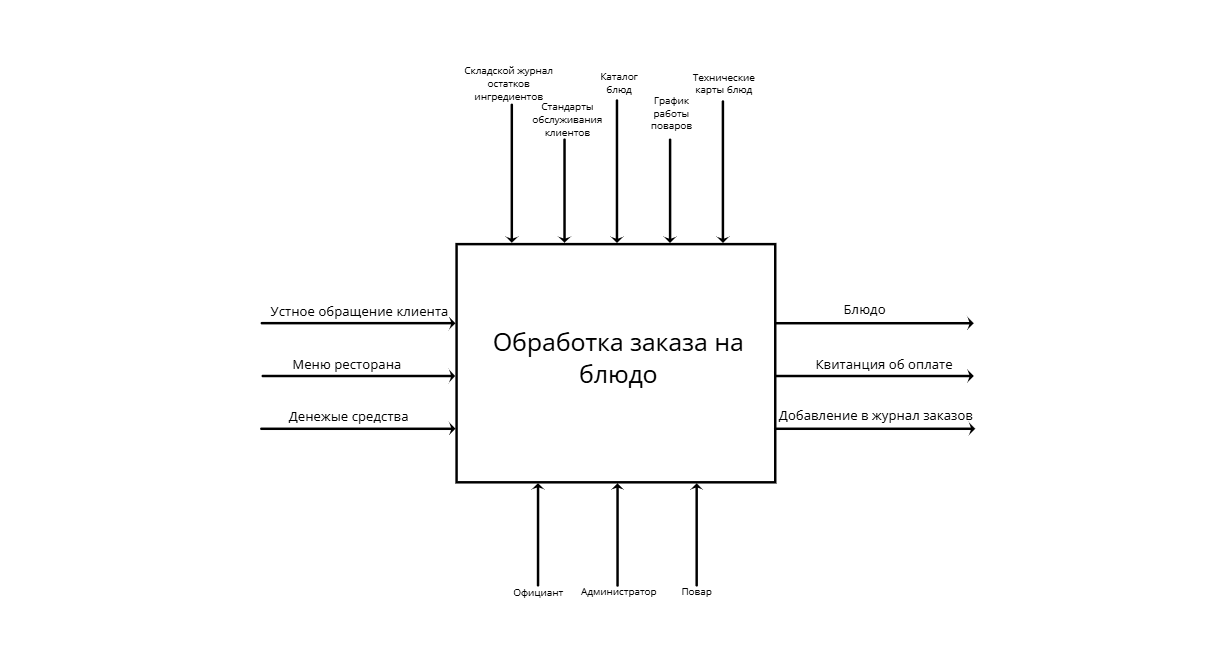 Складской журнал
остатков
ингредиентов
Стандарты
обслуживания
клиентов
Каталог
блюд
График
работы
поваров
Технические
карты блюд
Устное обращение клиента
Меню ресторана
Денежые средства
Обработка заказа на
блюдо
Блюдо
Квитанция об оплате
Добавление в журнал заказов
Официант
Администратор
Повар